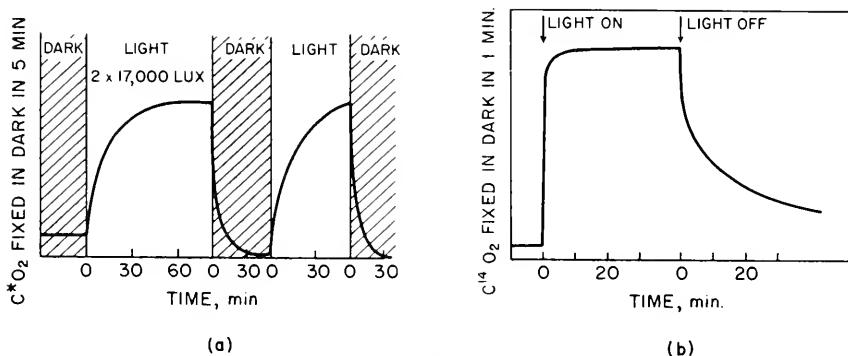 C*O2 FIXED IN DARK IN 5 MIN
DARK LIGHT DARK LIGHT DARK
2 x 17,000 LUX
0 30 60 0 30 0 30 0 30
TIME, min
(a)
C14 O2 FIXED IN DARK IN 1 MIN.
LIGHT ON LIGHT OFF
0 20 0 20
TIME, min.
(b)